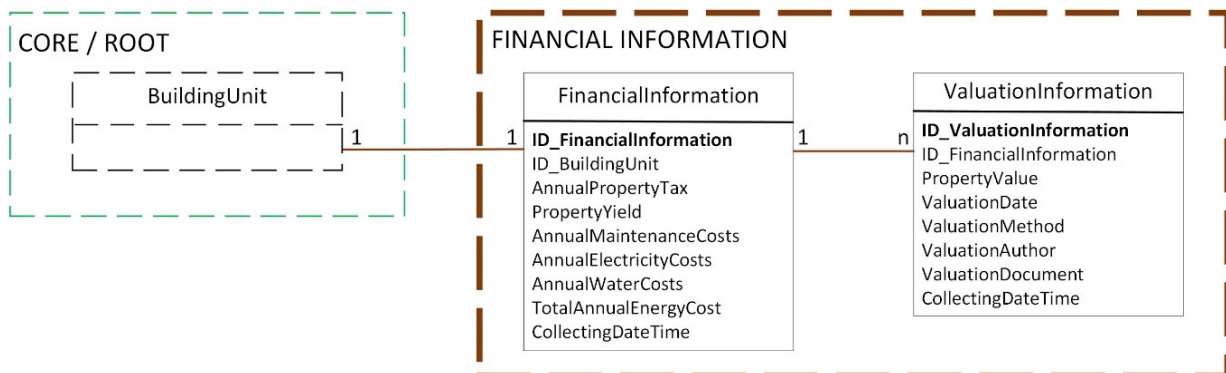 CORE / ROOT
BuildingUnit
1
FINANCIAL INFORMATION
FinancialInformation
1
ID_FinancialInformation
ID_BuildingUnit
AnnualPropertyTax
PropertyYield
AnnualMaintenanceCosts
AnnualElectricityCosts
AnnualWaterCosts
TotalAnnualEnergyCost
CollectingDateTime
1
n
ValuationInformation
ID_ValuationInformation
ID_FinancialInformation
PropertyValue
ValuationDate
ValuationMethod
ValuationAuthor
ValuationDocument
CollectingDateTime